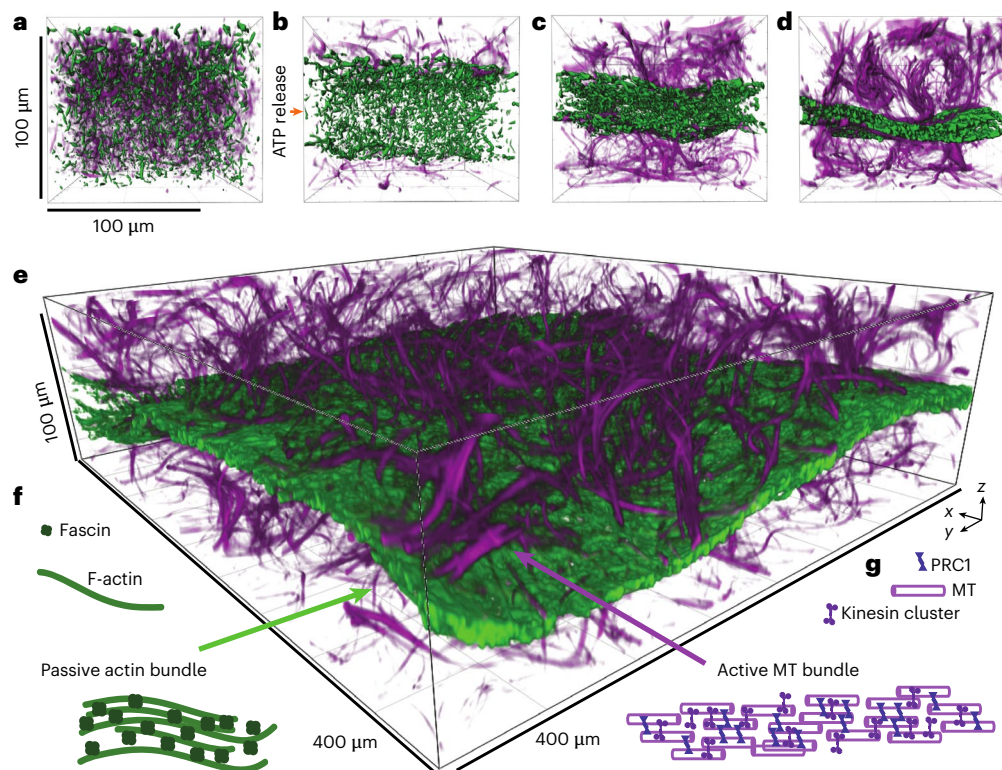 a
b
c
d
100 µm
ATP release
100 µm
e
100 µm
f
Fascin
F-actin
Passive actin bundle
400 µm
400 µm
z
x
y
g
PRC1
MT
Kinesin cluster
Active MT bundle